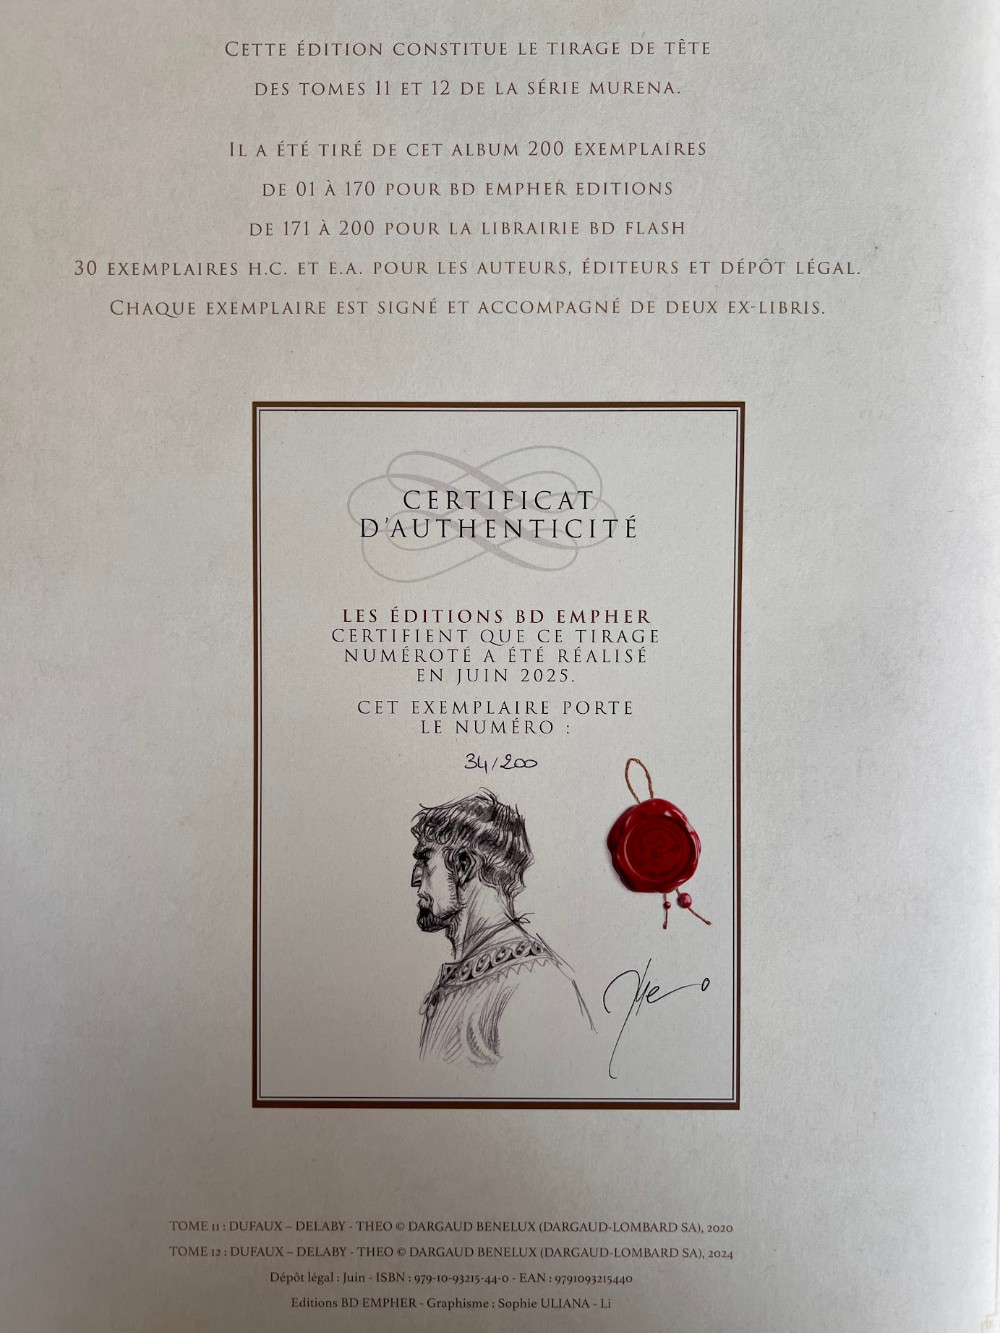 CETTE ÉDITION CONSTITUE LE TIRAGE DE TÊTE
DES TOMES 11 ET 12 DE LA SÉRIE MURENA.
IL A ÉTÉ TIRÉ DE CET ALBUM 200 EXEMPLAIRES
DE 01 À 170 POUR BD EMPHER EDITIONS
DE 171 À 200 POUR LA LIBRAIRIE BD FLASH
30 EXEMPLAIRES H.C. ET E.A. POUR LES AUTEURS, ÉDITEURS ET DÉPÔT LÉGAL.
CHAQUE EXEMPLAIRE EST SIGNÉ ET ACCOMPAGNÉ DE DEUX EX-LIBRIS.
CERTIFICAT
D'AUTHENTICITÉ
LES ÉDITIONS BD EMPHER
CERTIFIENT QUE CE TIRAGE
NUMÉROTÉ A ÉTÉ RÉALISÉ
EN JUIN 2025.
CET EXEMPLAIRE PORTE
LE NUMÉRO :
34/200
Theo
TOME 11 : DUFAUX – DELABY - THEO © DARGAUD BENELUX (DARGAUD-LOMBARD SA), 2020
TOME 12 : DUFAUX – DELABY - THEO © DARGAUD BENELUX (DARGAUD-LOMBARD SA), 2024
Dépôt légal : Juin - ISBN : 979-10-93215-44-0 - EAN : 9791093215440
Editions BD EMPHER - Graphisme : Sophie ULIANA - Li